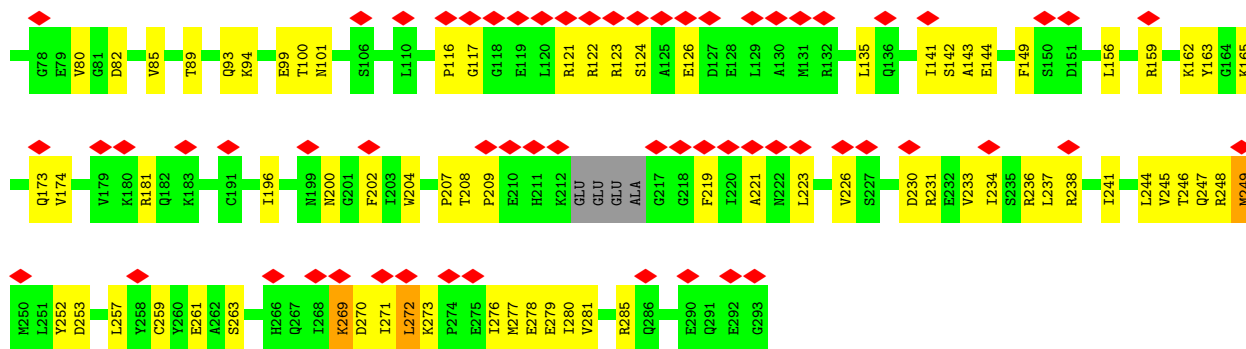 G78 E79 V80 G81 D82 V85 T89 Q93 K94 E99 T100 N101 S106 L110 P116 G117 G118 E119 L120 R121 R122 R123 S124 A125 E126 D127 E128 L129 A130 M131 R132 L135 Q136 I141 S142 A143 E144 F149 S150 D151 L156 R159 K162 Y163 G164 K165
Q173 V174 V179 K180 R181 Q182 K183 C191 I196 N199 N200 G201 F202 I203 W204 P207 T208 P209 E210 H211 K212 GLU GLU GLU ALA G217 G218 F219 I220 A221 N222 L223 V226 S227 D230 R231 E232 V233 I234 S235 R236 L237 R238 I241 L244 V245 T246 Q247 R248 M249
M250 L251 Y252 D253 L257 Y258 C259 Y260 E261 A262 S263 H266 Q267 I268 K269 D270 I271 L272 K273 P274 E275 I276 M277 E278 E279 I280 V281 R285 Q286 E290 Q291 E292 G293